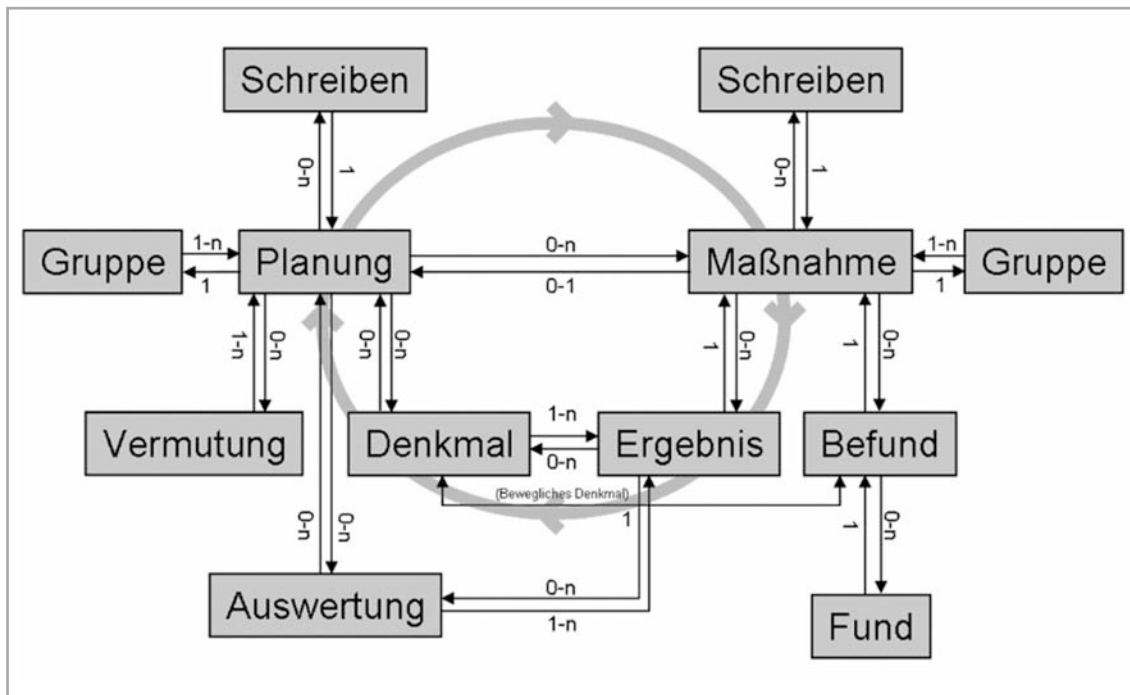 Schreiben
Schreiben
0-n
1
0-n
1
Gruppe
1-n
1
Planung
0-n
0-1
Maßnahme
1-n
1
Gruppe
1-n
0-n
0-n
0-n
1
0-n
1
0-n
Vermutung
Denkmal
1-n
0-n
Ergebnis
Befund
(Bewegliches Denkmal)
1
0-n
0-n
1
0-n
Auswertung
0-n
1-n
Fund